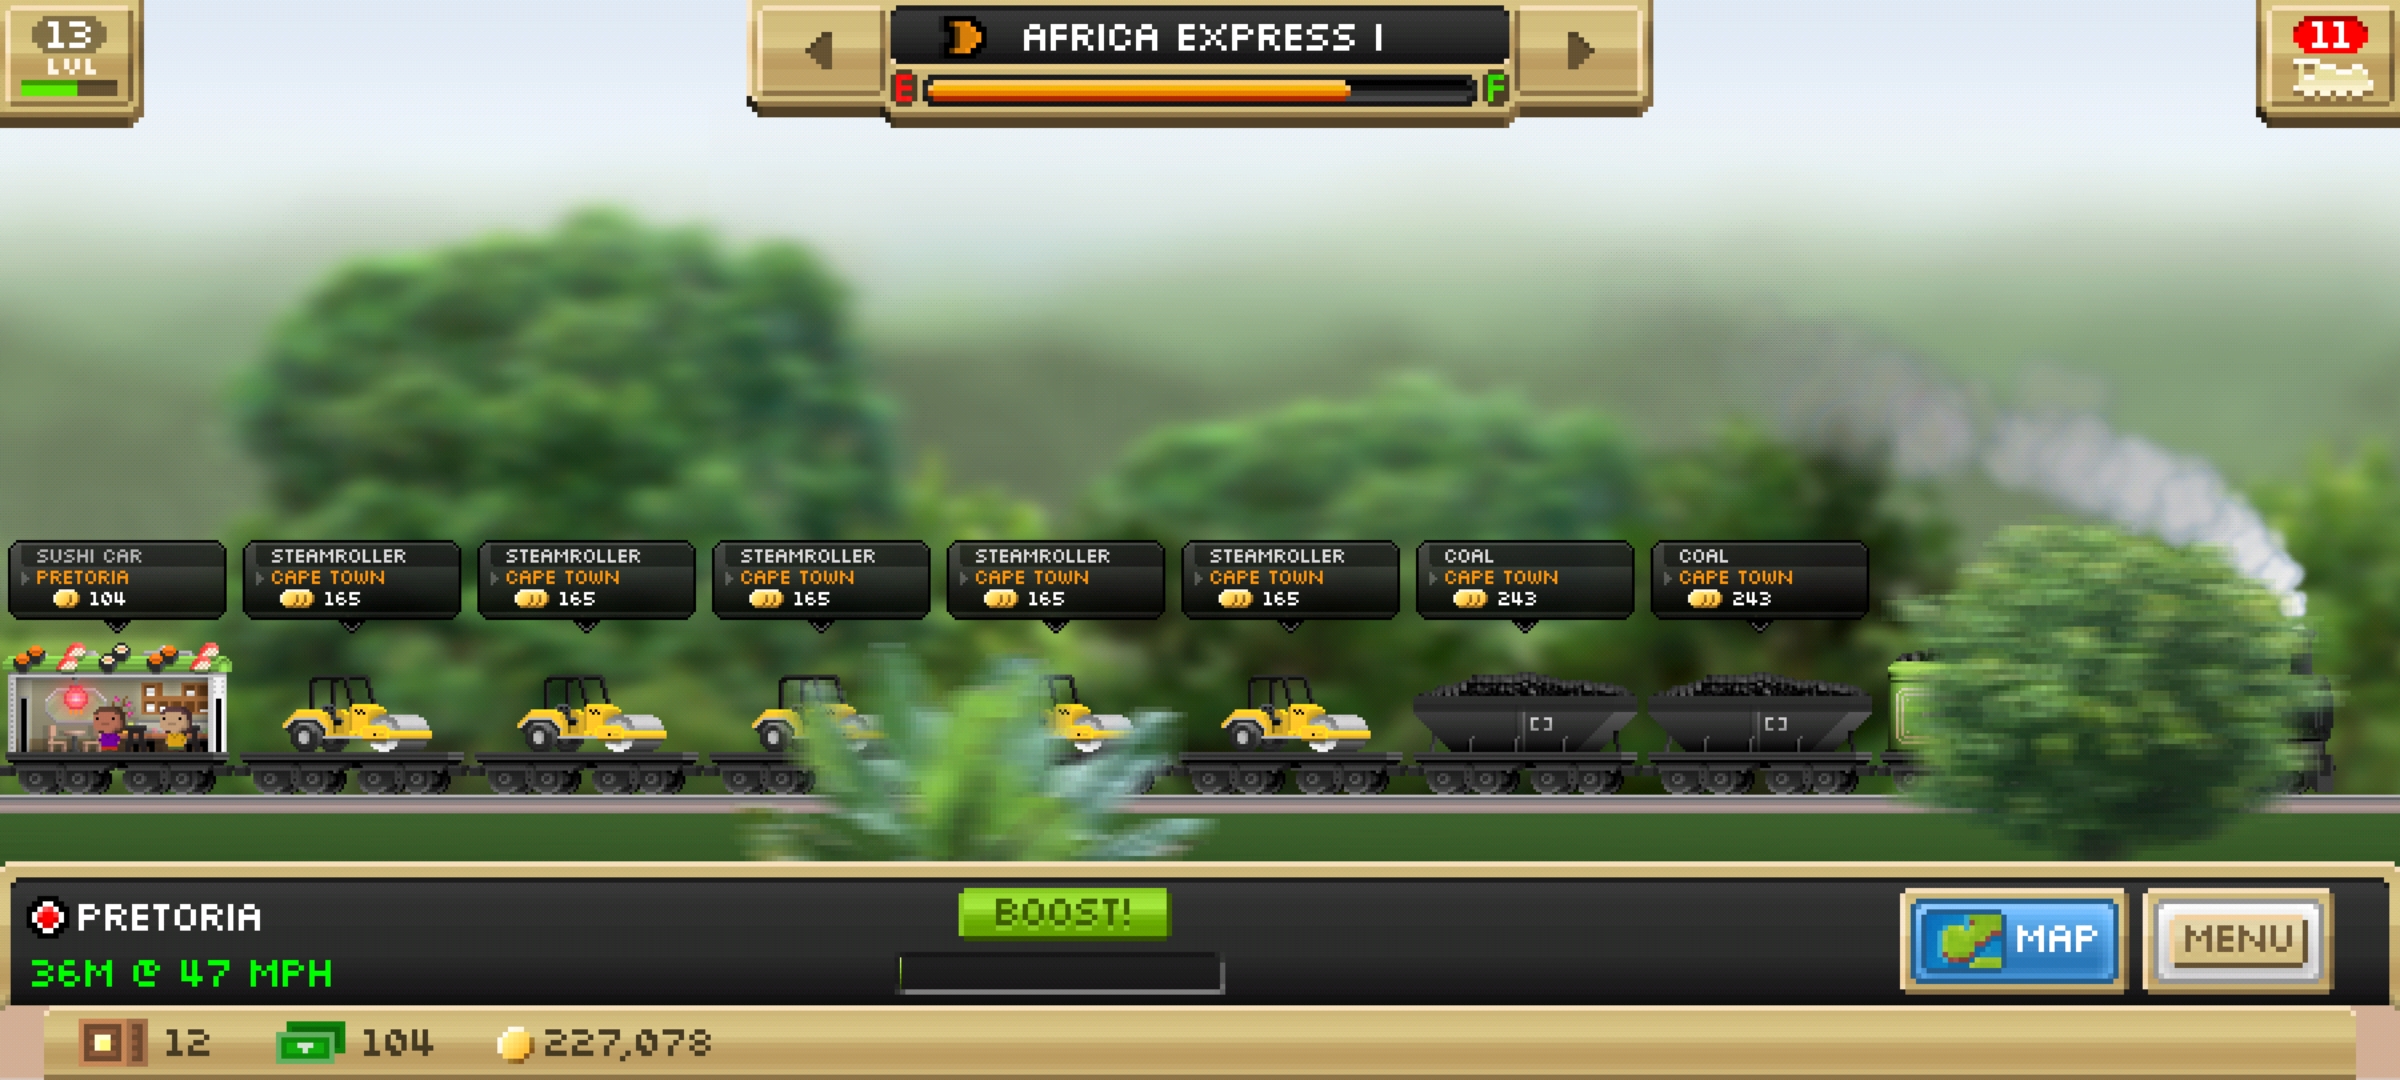 13
LVL
AFRICA EXPRESS I
E F
11
SUSHI CAR
PRETORIA
104
STEAMROLLER
CAPE TOWN
165
STEAMROLLER
CAPE TOWN
165
STEAMROLLER
CAPE TOWN
165
STEAMROLLER
CAPE TOWN
165
STEAMROLLER
CAPE TOWN
165
COAL
CAPE TOWN
243
COAL
CAPE TOWN
243
PRETORIA
36M @ 47 MPH
BOOST!
MAP
MENU
12
104
227,078